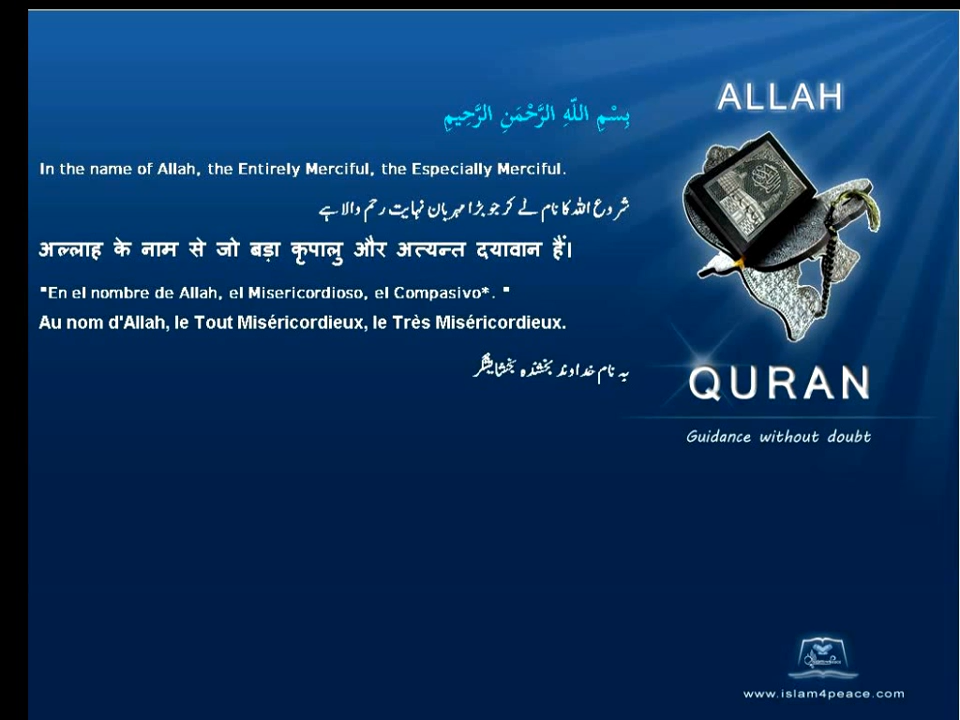 بِسْمِ اللّهِ الرَّحْمَنِ الرَّحِيمِ
In the name of Allah, the Entirely Merciful, the Especially Merciful.
شروع الله کا نام لے کر جو بڑا مہربان نہایت رحم والا ہے
अल्लाह के नाम से जो बड़ा कृपालु और अत्यन्त दयावान हैं।
"En el nombre de Allah, el Misericordioso, el Compasivo*. "
Au nom d'Allah, le Tout Miséricordieux, le Très Miséricordieux.
به نام خداوند بخشنده بخشایشگر
ALLAH
QURAN
Guidance without doubt
www.islam4peace.com